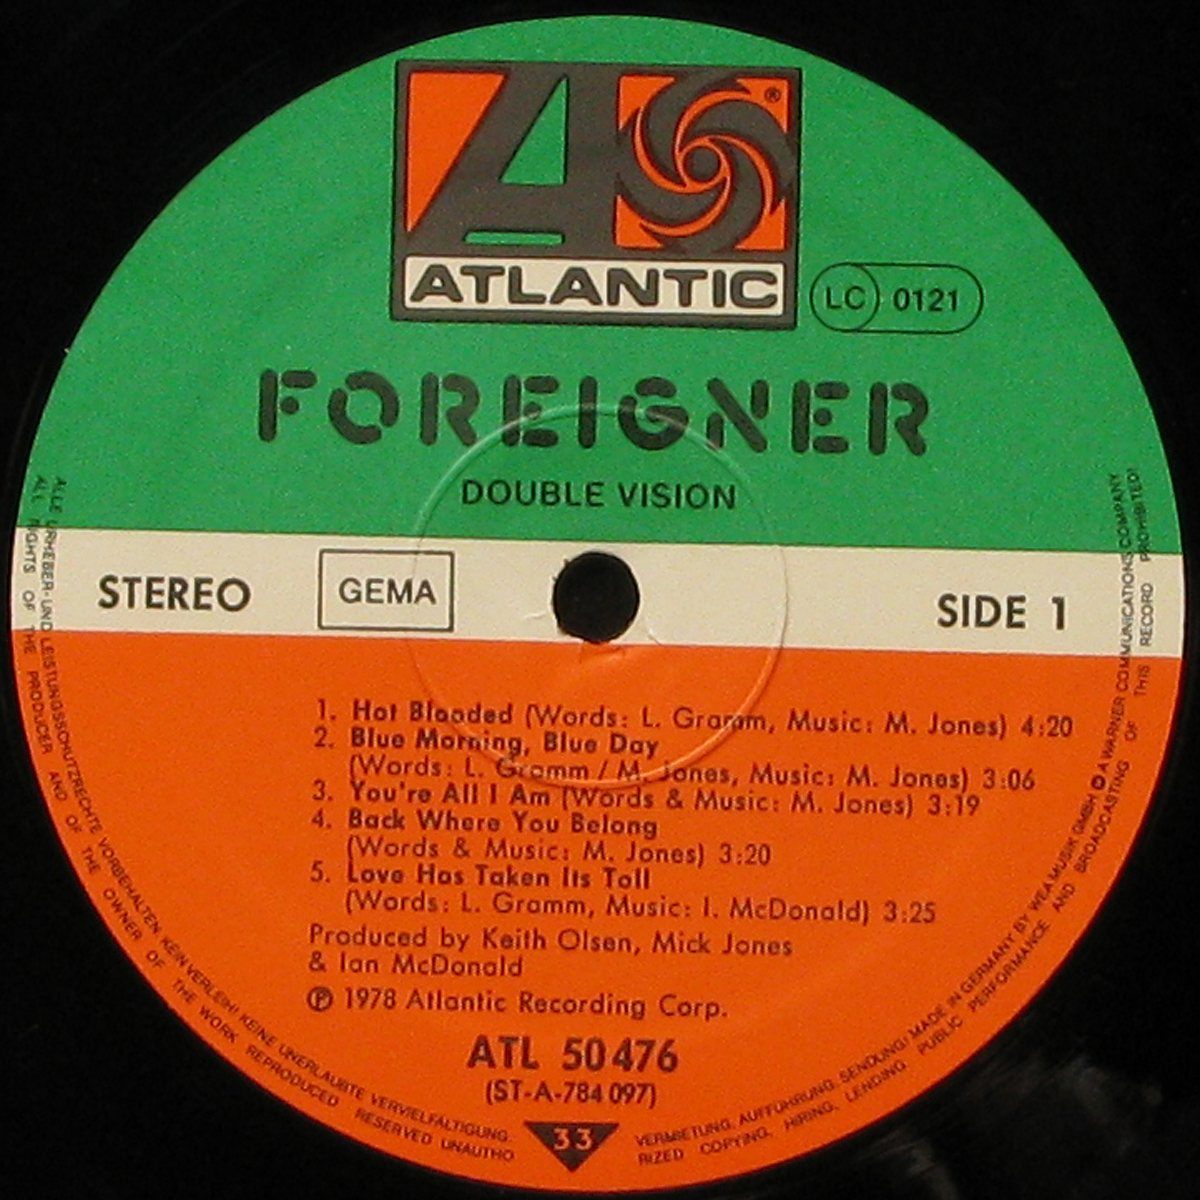 ATLANTIC ®
LC 0121
FOREIGNER
DOUBLE VISION
STEREO
GEMA
SIDE 1
1. Hot Blooded (Words: L. Gramm, Music: M. Jones) 4:20
2. Blue Morning, Blue Day
(Words: L. Gramm / M. Jones, Music: M. Jones) 3:06
3. You're All I Am (Words & Music: M. Jones) 3:19
4. Back Where You Belong
(Words & Music: M. Jones) 3:20
5. Love Has Taken Its Toll
(Words: L. Gramm, Music: I. McDonald) 3:25
Produced by Keith Olsen, Mick Jones
& Ian McDonald
℗ 1978 Atlantic Recording Corp.
ATL 50 476
(ST-A-784 097)
33
ALLE URHEBER- UND LEISTUNGSSCHUTZRECHTE VORBEHALTEN KEIN VERLEIH! KEINE UNERLAUBTE VERVIELFÄLTIGUNG. VERMIETUNG. AUFFÜHRUNG. SENDUNG! MADE IN GERMANY BY WEA MUSIK GMBH A WARNER COMMUNICATIONS COMPANY
ALL RIGHTS OF THE PRODUCER AND OF THE OWNER OF THE WORK REPRODUCED RESERVED UNAUTHORIZED COPYING, HIRING, LENDING PUBLIC PERFORMANCE AND BROADCASTING OF THIS RECORD PROHIBITED!